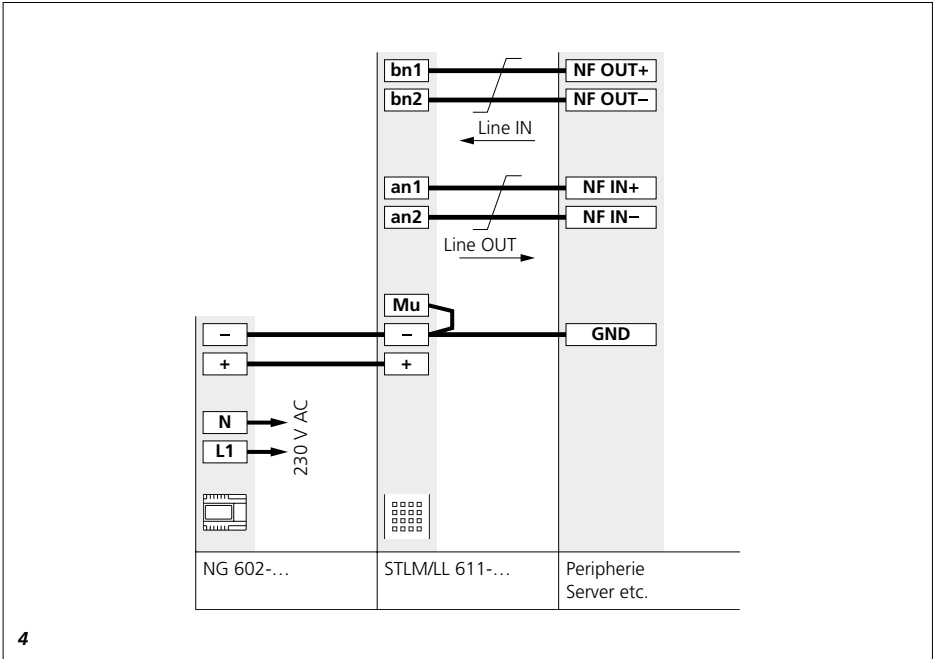 bn1 NF OUT+
bn2 NF OUT–
Line IN
an1 NF IN+
an2 NF IN–
Line OUT
Mu
– – GND
+ +
N
L1
230 V AC
NG 602-… STLM/LL 611-… Peripherie
Server etc.
4